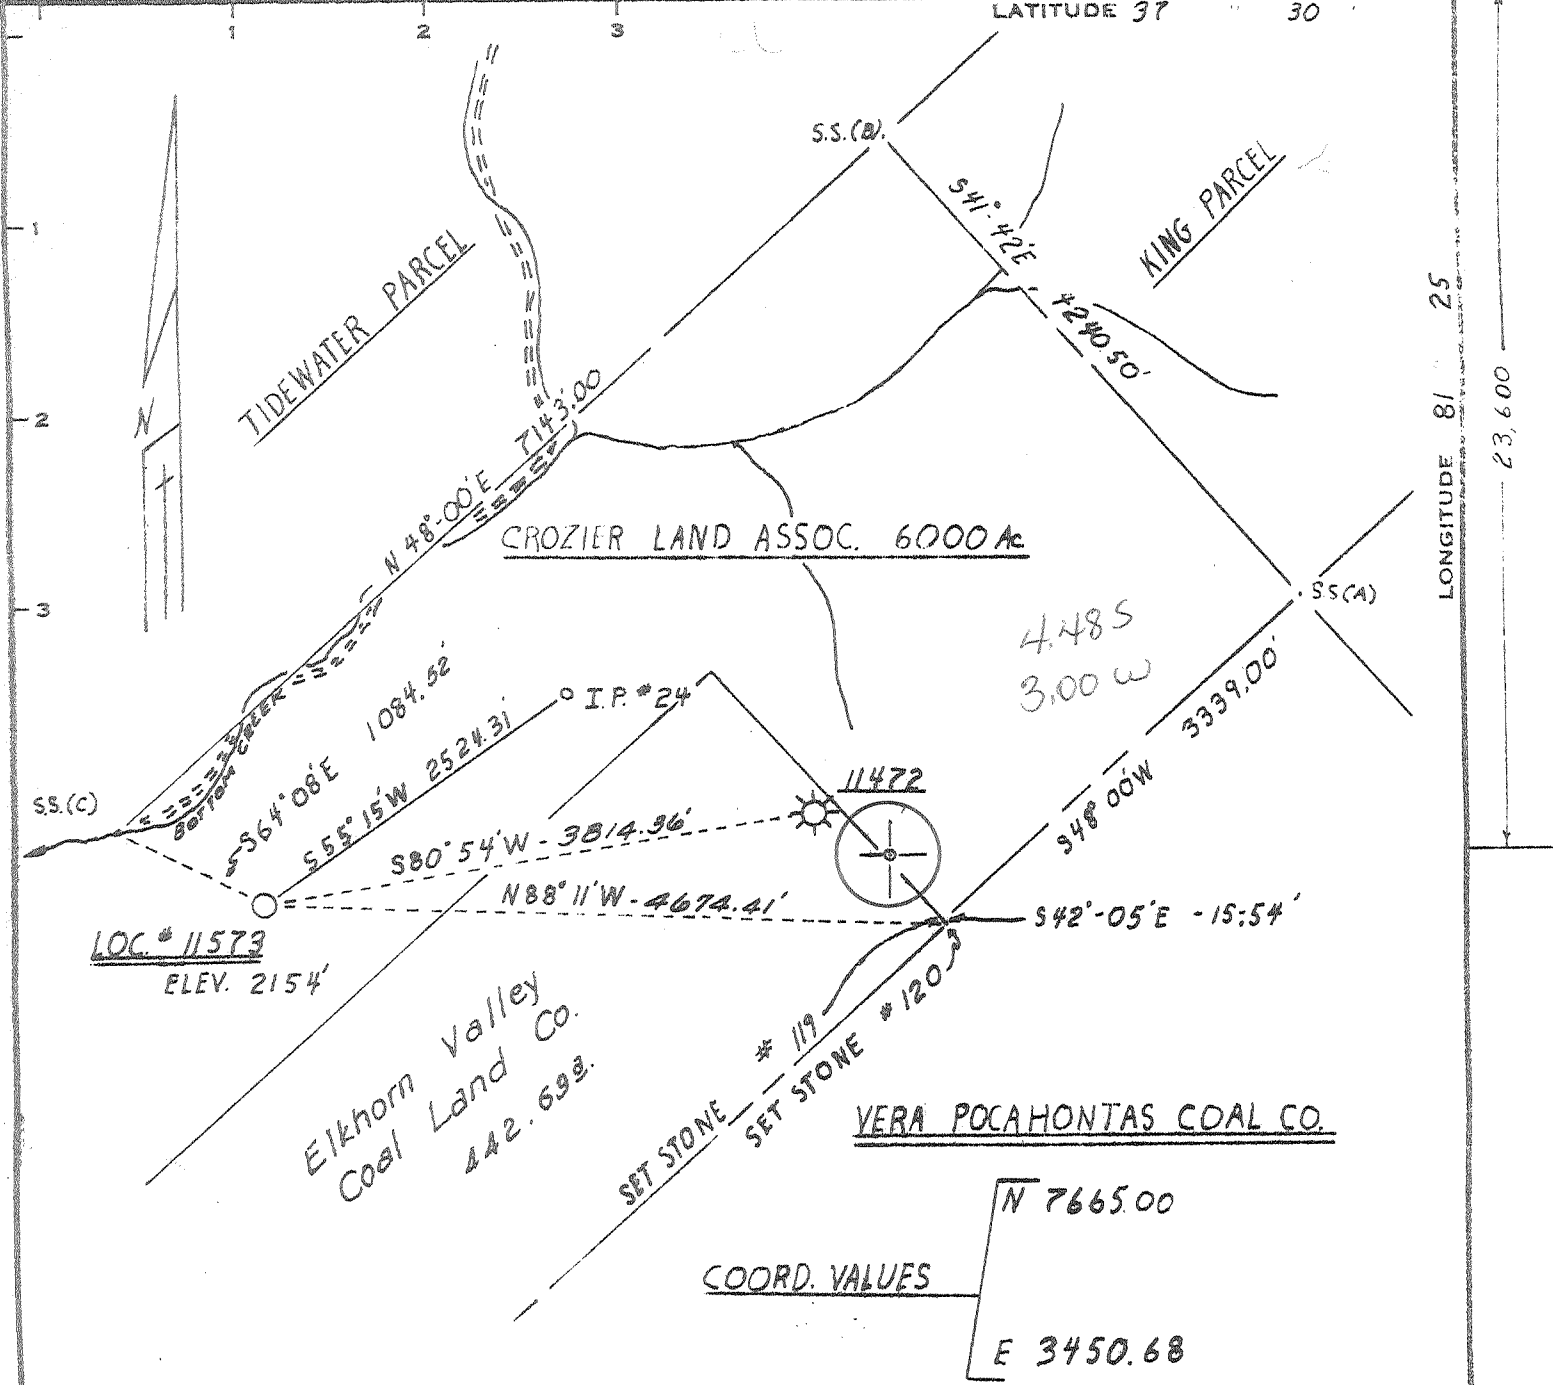 LATITUDE 37 " 30 '
1 2 3
1
2
3
S.S.(B).
S41°-42'E
4240.50'
KING PARCEL
TIDEWATER PARCEL
N
LONGITUDE 81 25
23,600
N 48°-00'E 7143.00
CROZIER LAND ASSOC. 6000 Ac
S.S(A)
4.48 S
3.00 W
S48° 00'W 3339.00'
I.P. #24
S64°08'E 1084.52'
S55°15'W 2524.31'
BOTTOM CREEK
S.S.(C)
11472
S80°54'W - 3814.36'
N88°11'W - 4674.41'
S42°-05'E - 15.54'
LOC. # 11573
ELEV. 2154'
Elkhorn Valley
Coal Land Co.
442.69a.
SET STONE # 119
SET STONE # 120
VERA POCAHONTAS COAL CO.
N 7665.00
COORD. VALUES
E 3450.68